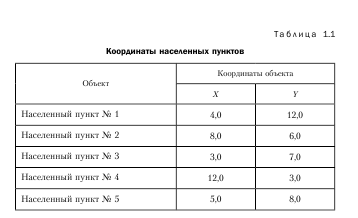 Таблица 1.1
Координаты населенных пунктов
Объект
Координаты объекта
X Y
Населенный пункт № 1 4,0 12,0
Населенный пункт № 2 8,0 6,0
Населенный пункт № 3 3,0 7,0
Населенный пункт № 4 12,0 3,0
Населенный пункт № 5 5,0 8,0